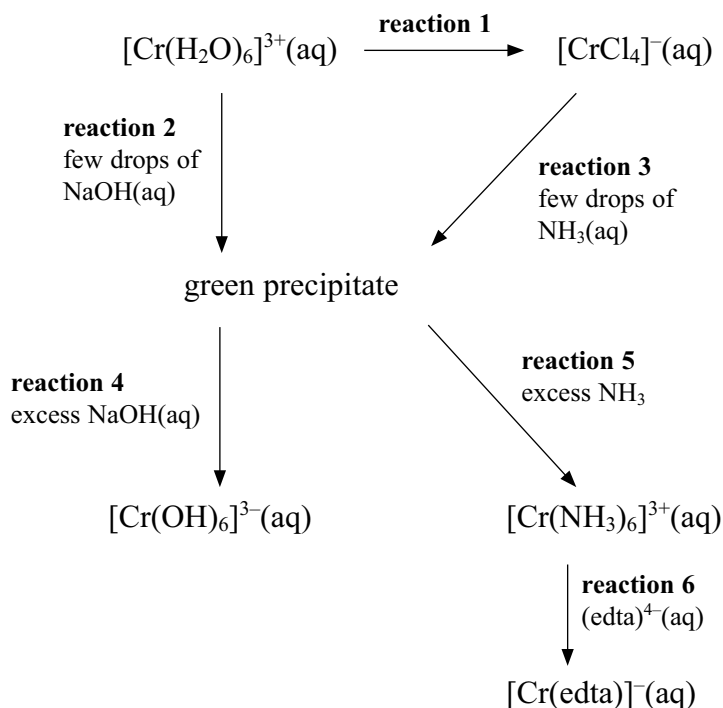 [Cr(H₂O)₆]³⁺(aq) reaction 1 [CrCl₄]⁻(aq)
reaction 2
few drops of
NaOH(aq)
reaction 3
few drops of
NH₃(aq)
green precipitate
reaction 4
excess NaOH(aq)
reaction 5
excess NH₃
[Cr(OH)₆]³⁻(aq) [Cr(NH₃)₆]³⁺(aq)
reaction 6
(edta)⁴⁻(aq)
[Cr(edta)]⁻(aq)